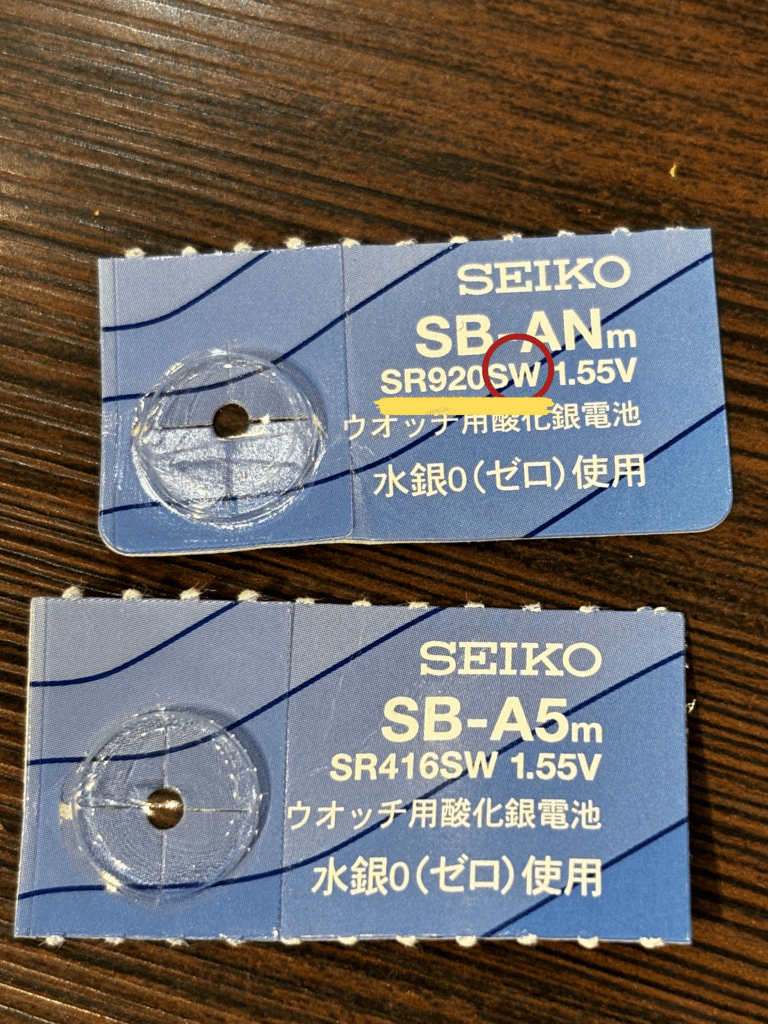 SEIKO
SB-ANm
SR920SW 1.55V
ウオッチ用酸化銀電池
水銀0(ゼロ)使用
SEIKO
SB-A5m
SR416SW 1.55V
ウオッチ用酸化銀電池
水銀0(ゼロ)使用